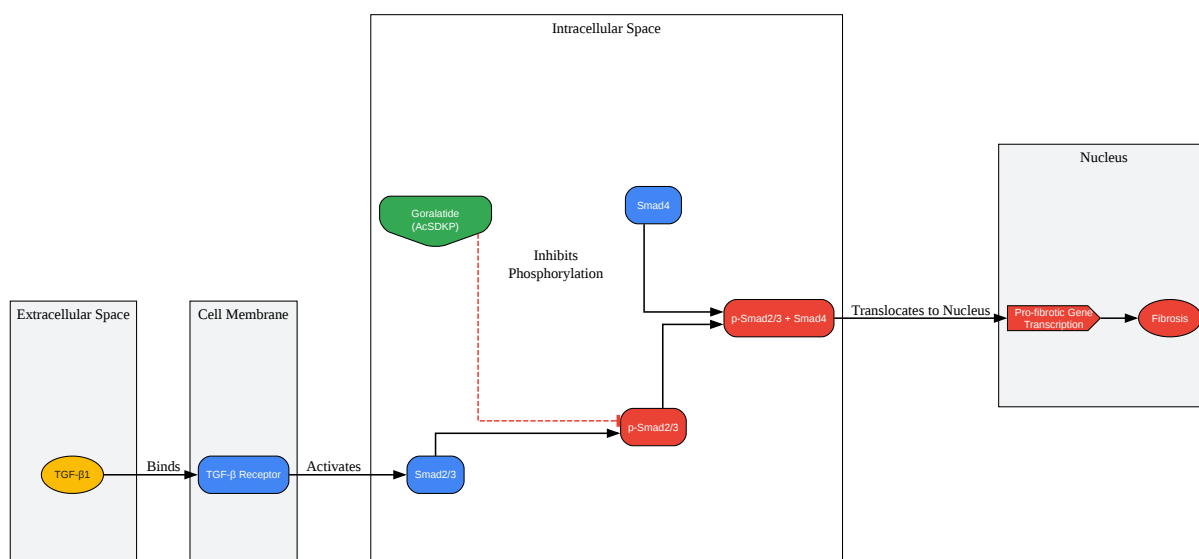 Intracellular Space
Nucleus
Smad4
Goralatide
(AcSDKP)
Inhibits
Phosphorylation
Extracellular Space
Cell Membrane
p-Smad2/3 + Smad4
Translocates to Nucleus
Pro-fibrotic Gene
Transcription
Fibrosis
p-Smad2/3
TGF-β1
Binds
TGF-β Receptor
Activates
Smad2/3